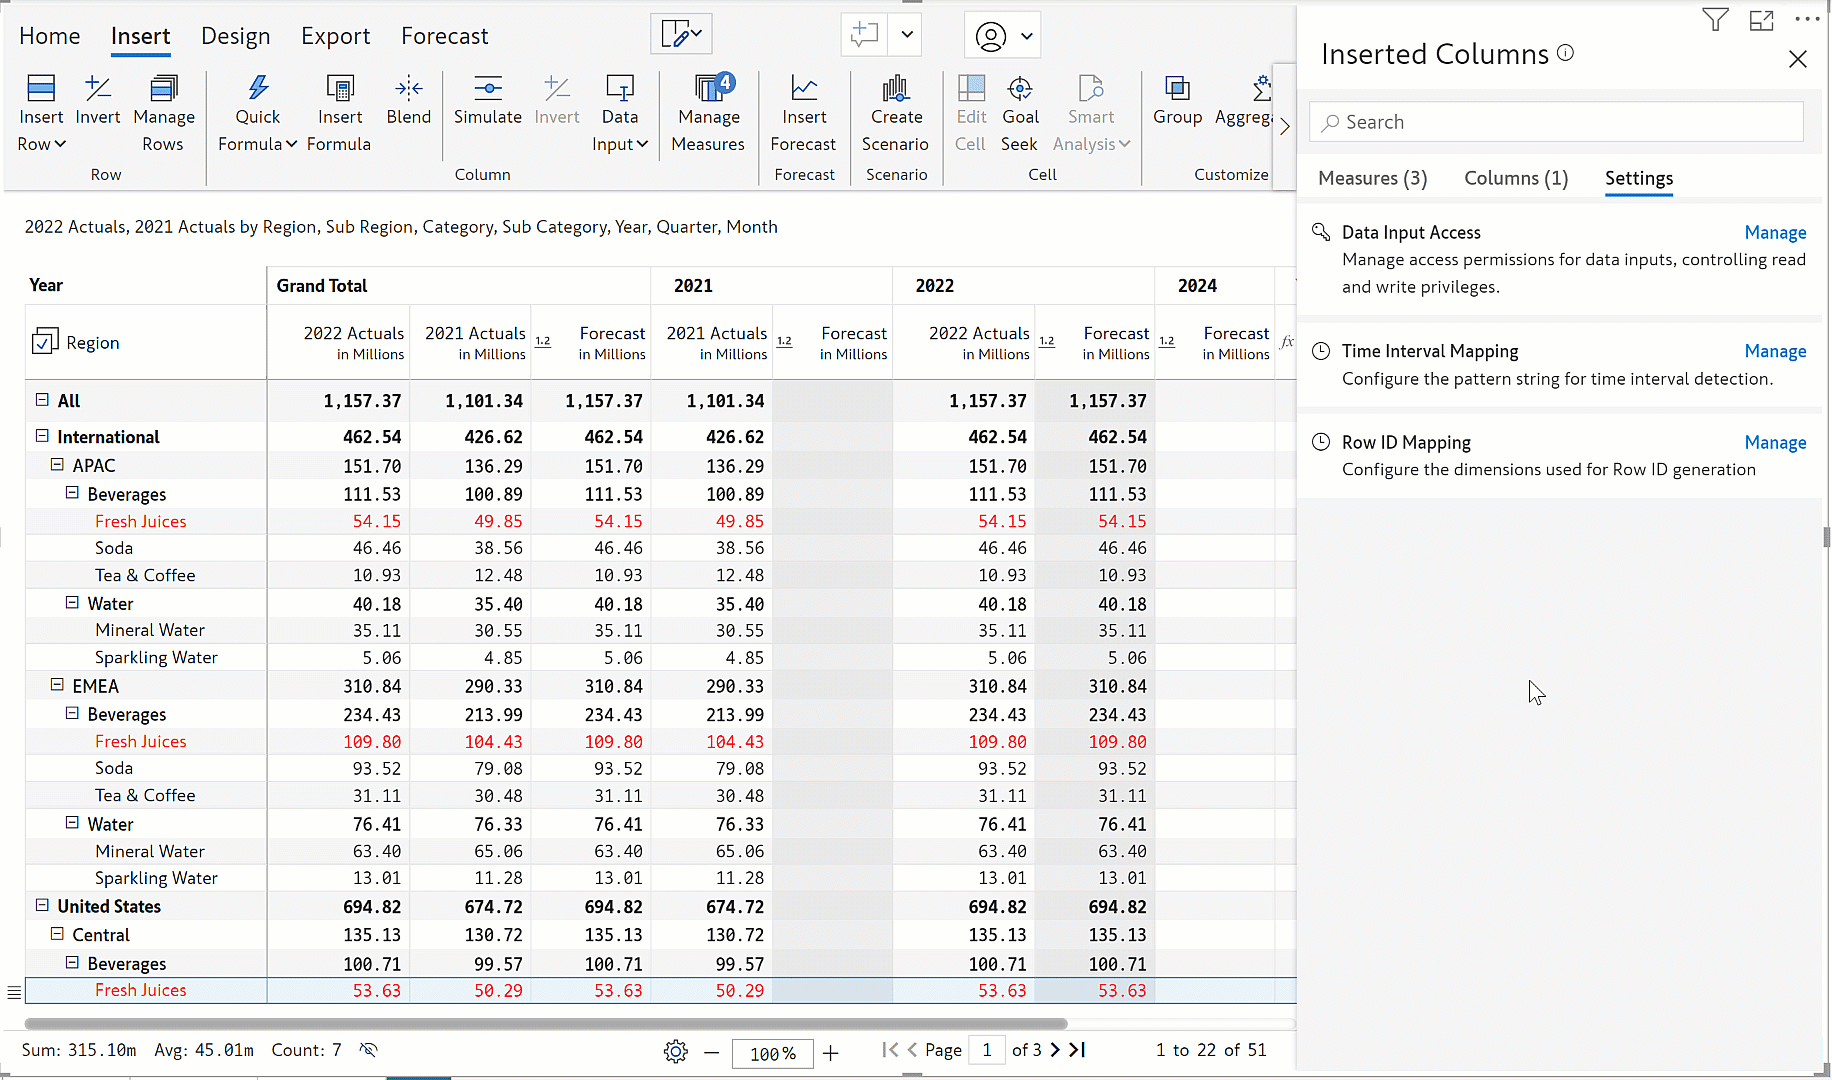 Home Insert Design Export Forecast
Insert Row
Invert
Manage Rows
Row
Quick Formula
Insert Formula
Blend
Simulate
Invert
Data Input
Column
4
Manage Measures
Insert Forecast
Forecast
Create Scenario
Scenario
Edit Cell
Goal Seek
Smart Analysis
Cell
Group
Aggreg
Customize
2022 Actuals, 2021 Actuals by Region, Sub Region, Category, Sub Category, Year, Quarter, Month
Year Grand Total 2021 2022 2024
Region 2022 Actuals 2021 Actuals 1.2 Forecast 2021 Actuals 1.2 Forecast 2022 Actuals 1.2 Forecast 1.2 Forecast fx
in Millions in Millions in Millions in Millions in Millions in Millions in Millions in Millions
All 1,157.37 1,101.34 1,157.37 1,101.34 1,157.37 1,157.37
International 462.54 426.62 462.54 426.62 462.54 462.54
APAC 151.70 136.29 151.70 136.29 151.70 151.70
Beverages 111.53 100.89 111.53 100.89 111.53 111.53
Fresh Juices 54.15 49.85 54.15 49.85 54.15 54.15
Soda 46.46 38.56 46.46 38.56 46.46 46.46
Tea & Coffee 10.93 12.48 10.93 12.48 10.93 10.93
Water 40.18 35.40 40.18 35.40 40.18 40.18
Mineral Water 35.11 30.55 35.11 30.55 35.11 35.11
Sparkling Water 5.06 4.85 5.06 4.85 5.06 5.06
EMEA 310.84 290.33 310.84 290.33 310.84 310.84
Beverages 234.43 213.99 234.43 213.99 234.43 234.43
Fresh Juices 109.80 104.43 109.80 104.43 109.80 109.80
Soda 93.52 79.08 93.52 79.08 93.52 93.52
Tea & Coffee 31.11 30.48 31.11 30.48 31.11 31.11
Water 76.41 76.33 76.41 76.33 76.41 76.41
Mineral Water 63.40 65.06 63.40 65.06 63.40 63.40
Sparkling Water 13.01 11.28 13.01 11.28 13.01 13.01
United States 694.82 674.72 694.82 674.72 694.82 694.82
Central 135.13 130.72 135.13 130.72 135.13 135.13
Beverages 100.71 99.57 100.71 99.57 100.71 100.71
Fresh Juices 53.63 50.29 53.63 50.29 53.63 53.63
Sum: 315.10m Avg: 45.01m Count: 7
100%
Page 1 of 3
1 to 22 of 51
Inserted Columns
Search
Measures (3) Columns (1) Settings
Data Input Access Manage
Manage access permissions for data inputs, controlling read
and write privileges.
Time Interval Mapping Manage
Configure the pattern string for time interval detection.
Row ID Mapping Manage
Configure the dimensions used for Row ID generation